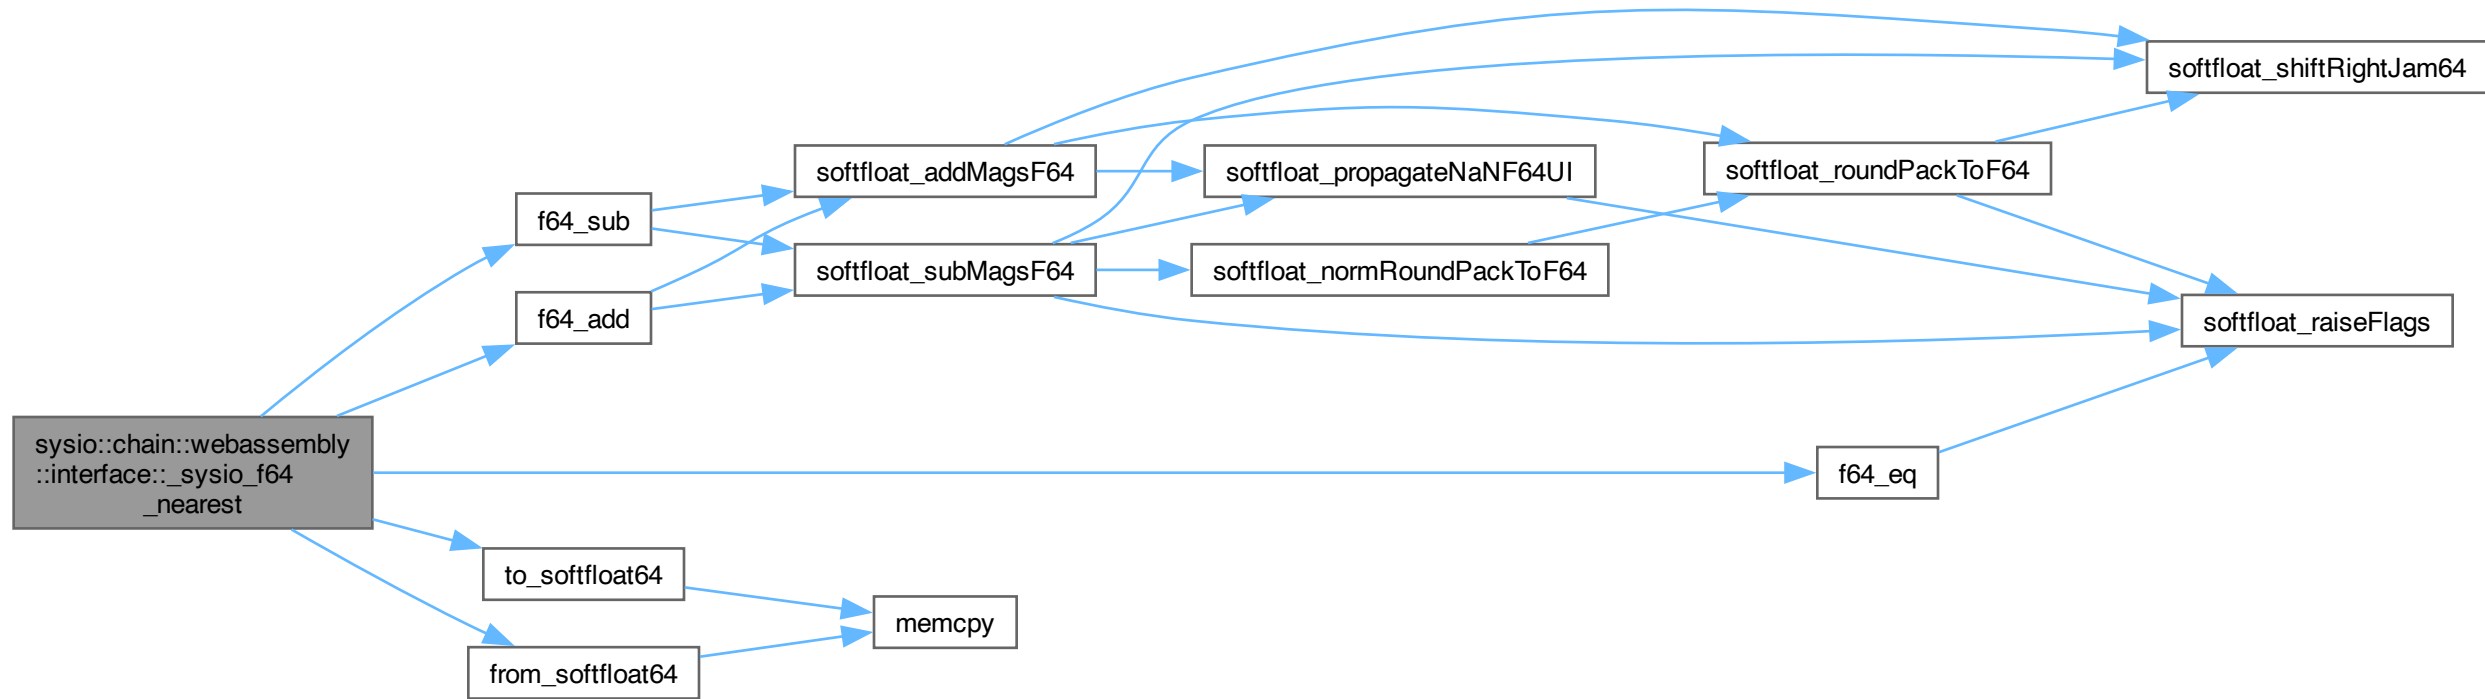 softfloat_shiftRightJam64
softfloat_addMagsF64
softfloat_propagateNaNF64UI
softfloat_roundPackToF64
f64_sub
softfloat_subMagsF64
softfloat_normRoundPackToF64
f64_add
softfloat_raiseFlags
sysio::chain::webassembly
::interface::_sysio_f64
_nearest
f64_eq
to_softfloat64
memcpy
from_softfloat64